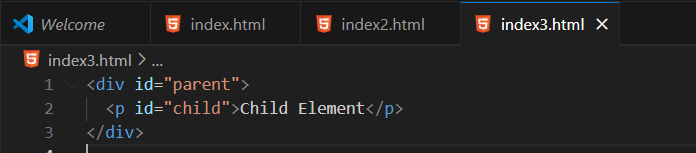 Welcome index.html index2.html index3.html
index3.html > ...
1 <div id="parent">
2 <p id="child">Child Element</p>
3 </div>
4